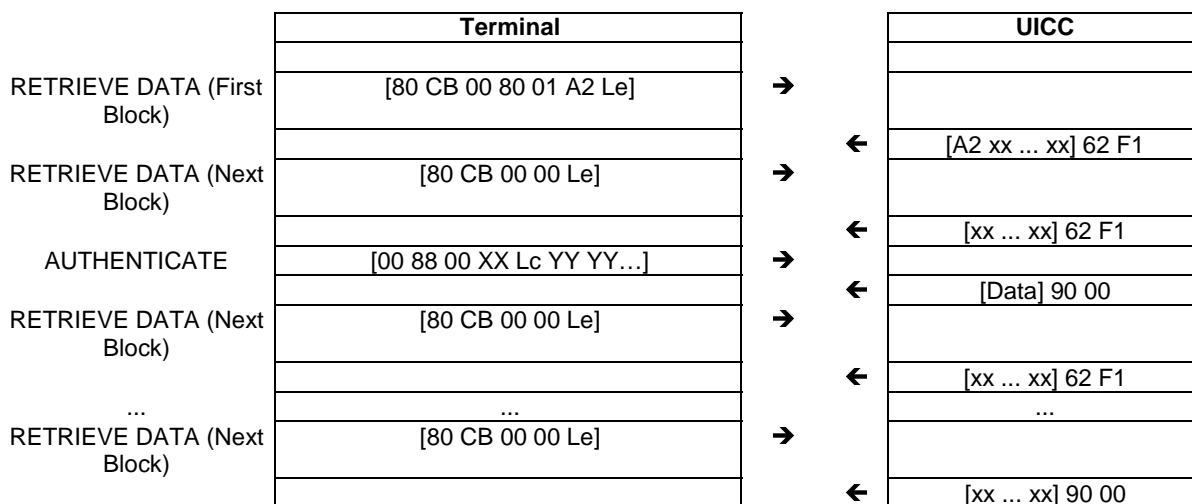 Terminal UICC
RETRIEVE DATA (First [80 CB 00 80 01 A2 Le] ➔
Block)
🡰 [A2 xx ... xx] 62 F1
RETRIEVE DATA (Next [80 CB 00 00 Le] ➔
Block)
🡰 [xx ... xx] 62 F1
AUTHENTICATE [00 88 00 XX Lc YY YY…] ➔
🡰 [Data] 90 00
RETRIEVE DATA (Next [80 CB 00 00 Le] ➔
Block)
🡰 [xx ... xx] 62 F1
... ... ...
RETRIEVE DATA (Next [80 CB 00 00 Le] ➔
Block)
🡰 [xx ... xx] 90 00